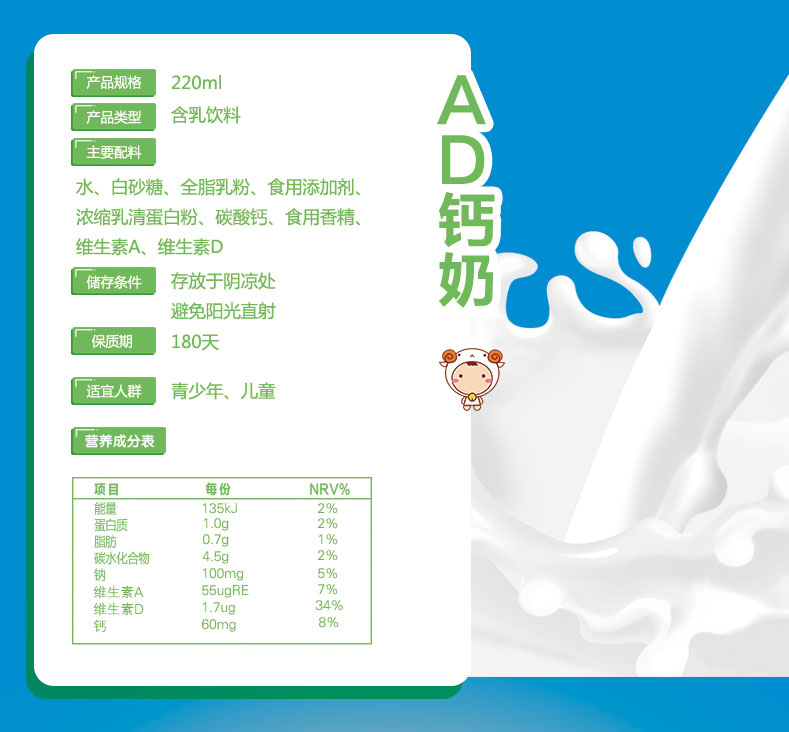 产品规格 220ml
产品类型 含乳饮料
主要配料
水、白砂糖、全脂乳粉、食用添加剂、
浓缩乳清蛋白粉、碳酸钙、食用香精、
维生素A、维生素D
储存条件 存放于阴凉处
避免阳光直射
保质期 180天
适宜人群 青少年、儿童
营养成分表
项目 每份 NRV%
能量 135kJ 2%
蛋白质 1.0g 2%
脂肪 0.7g 1%
碳水化合物 4.5g 2%
钠 100mg 5%
维生素A 55ugRE 7%
维生素D 1.7ug 34%
钙 60mg 8%
AD钙奶